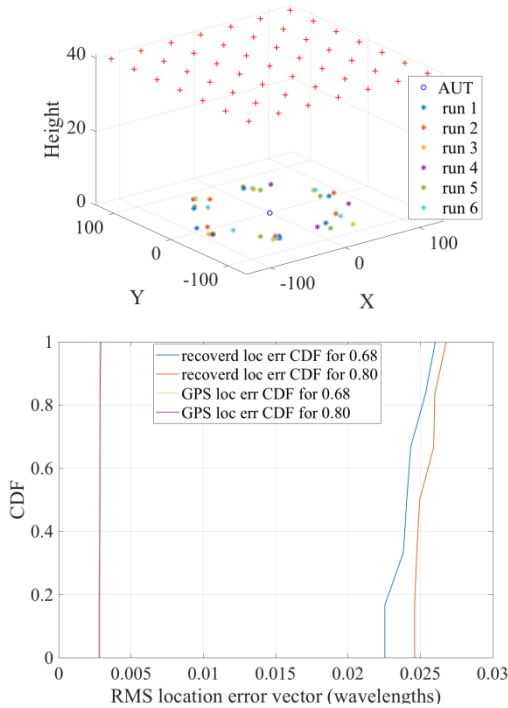 40
20
0
Height
100
0
-100
Y
-100
0
100
X
AUT
run 1
run 2
run 3
run 4
run 5
run 6
1
0.8
0.6
0.4
0.2
0
CDF
recoverd loc err CDF for 0.68
recoverd loc err CDF for 0.80
GPS loc err CDF for 0.68
GPS loc err CDF for 0.80
0 0.005 0.01 0.015 0.02 0.025 0.03
RMS location error vector (wavelengths)